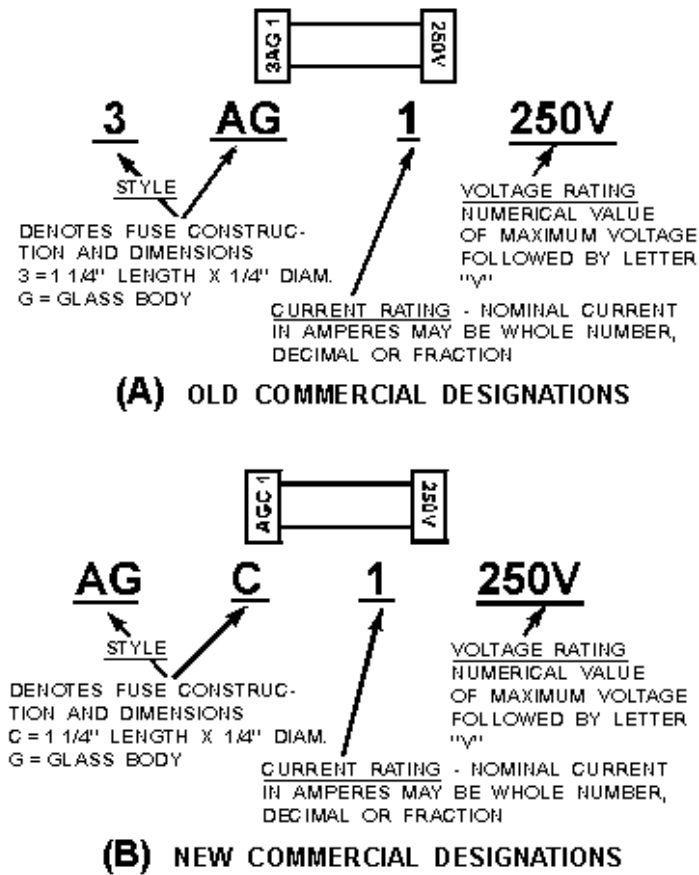 3AG 1
250V
3 AG 1 250V
STYLE
DENOTES FUSE CONSTRUC-
TION AND DIMENSIONS
3 = 1 1/4" LENGTH X 1/4" DIAM.
G = GLASS BODY
VOLTAGE RATING
NUMERICAL VALUE
OF MAXIMUM VOLTAGE
FOLLOWED BY LETTER
"V"
CURRENT RATING - NOMINAL CURRENT
IN AMPERES MAY BE WHOLE NUMBER,
DECIMAL OR FRACTION
(A) OLD COMMERCIAL DESIGNATIONS
AGC 1
250V
AG C 1 250V
STYLE
DENOTES FUSE CONSTRUC-
TION AND DIMENSIONS
C = 1 1/4" LENGTH X 1/4" DIAM.
G = GLASS BODY
VOLTAGE RATING
NUMERICAL VALUE
OF MAXIMUM VOLTAGE
FOLLOWED BY LETTER
"V"
CURRENT RATING - NOMINAL CURRENT
IN AMPERES MAY BE WHOLE NUMBER,
DECIMAL OR FRACTION
(B) NEW COMMERCIAL DESIGNATIONS